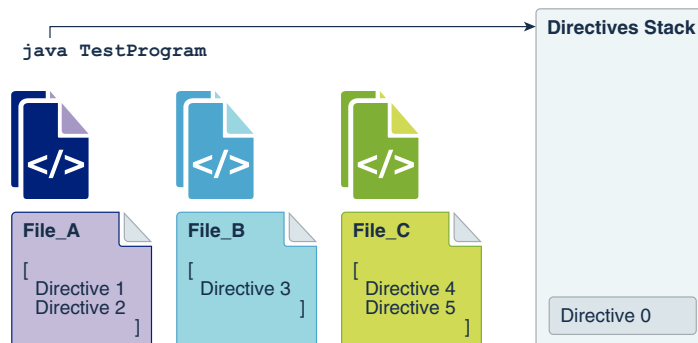 Directives Stack
java TestProgram
</>
</>
</>
File_A
[
Directive 1
Directive 2
]
File_B
[
Directive 3
]
File_C
[
Directive 4
Directive 5
]
Directive 0